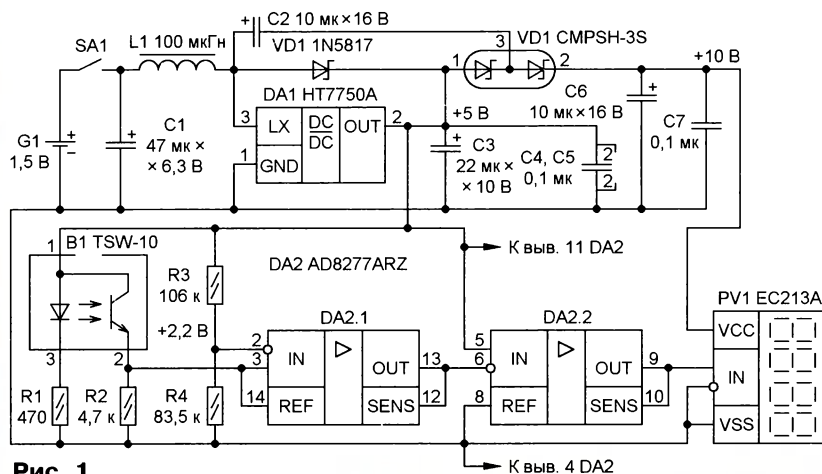 C2 10 мк×16 В
VD1 1N5817
VD1 CMPSH-3S
L1 100 мкГн
SA1
3
1
2
+10 В
DA1 HT7750A
C6
10 мк×16 В
+5 В
3
LX
DC
DC
OUT
2
C1
47 мк ×
× 6,3 В
G1
1,5 В
C3
22 мк×
× 10 В
C4, C5
0,1 мк
2
2
C7
0,1 мк
1
GND
B1 TSW-10
1
К выв. 11 DA2
R3
106 к
DA2 AD8277ARZ
+2,2 В
PV1 EC213A
DA2.1
DA2.2
VCC
2
3
IN
OUT
13
5
6
IN
OUT
9
IN
3
2
R1
470
R2
4,7 к
R4
83,5 к
14
REF
SENS
12
8
REF
SENS
10
VSS
К выв. 4 DA2
Рис. 1